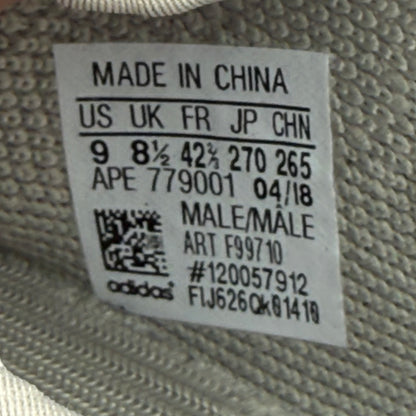 MADE IN CHINA
US UK FR JP CHN
9 8½ 42⅔ 270 265
APE 779001 04/18
MALE/MÂLE
ART F99710
#120057912
adidas FIJ626Qk01410